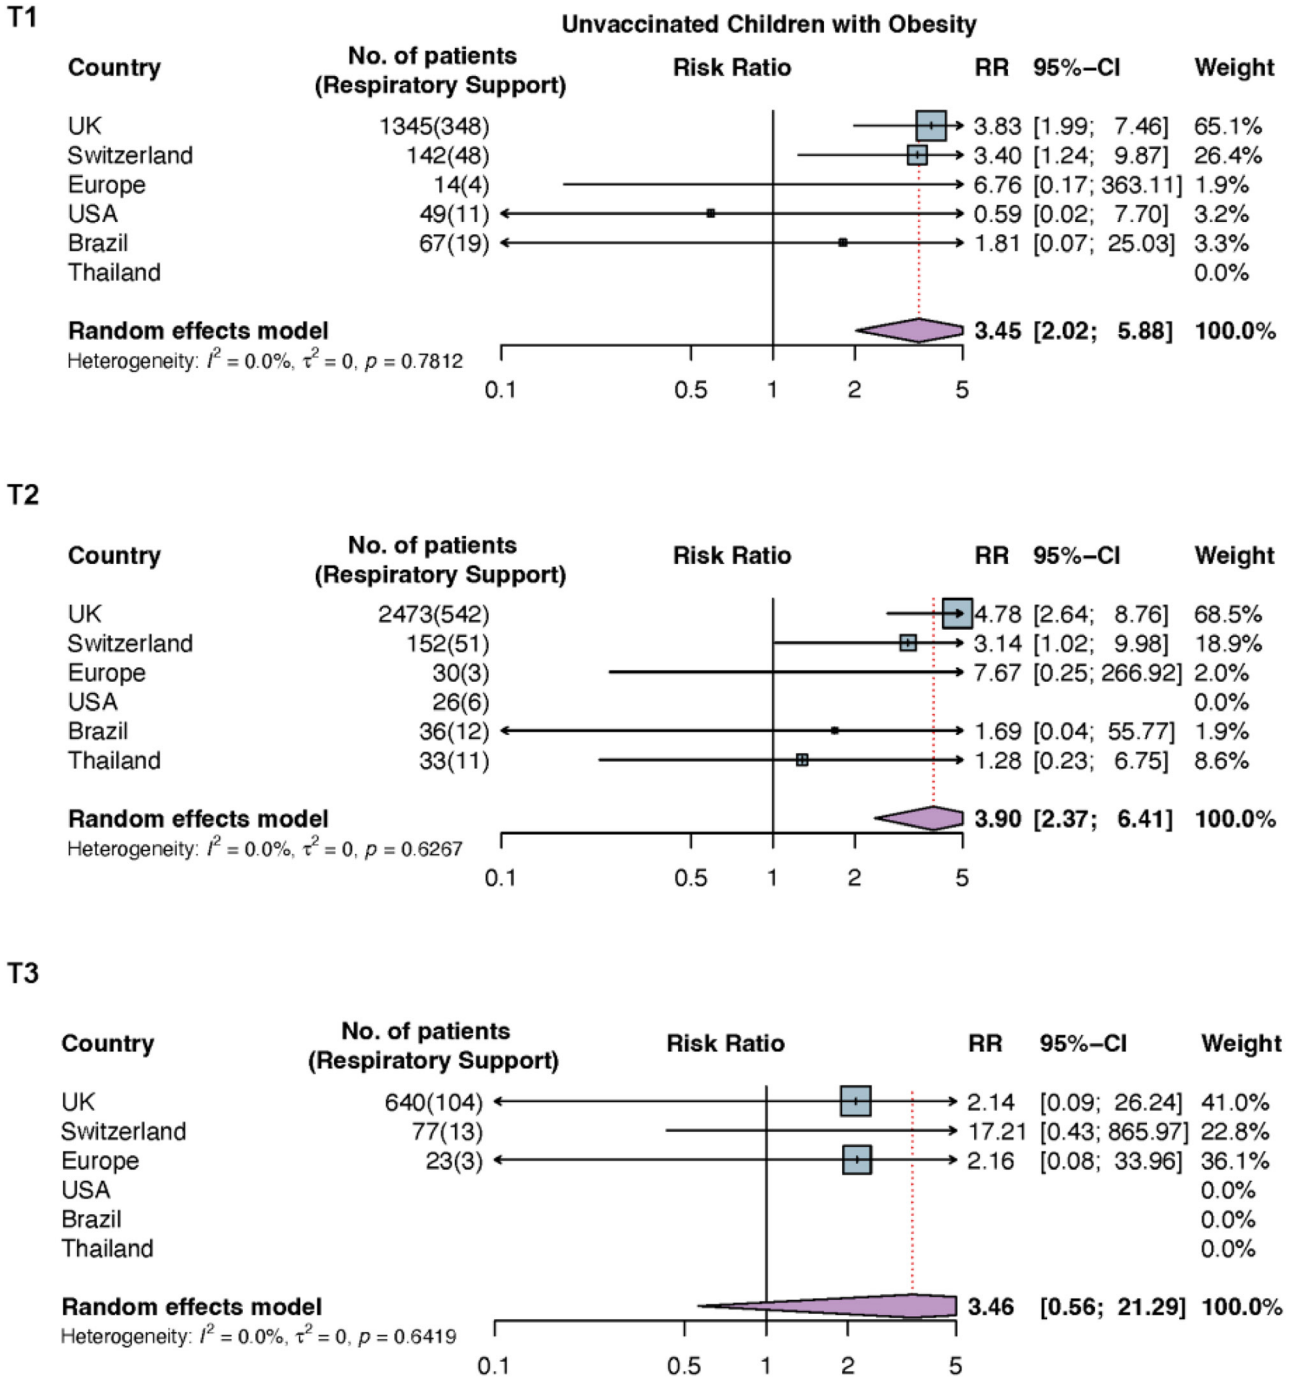 T1
Unvaccinated Children with Obesity
Country No. of patients (Respiratory Support) Risk Ratio RR 95%–CI Weight
UK 1345(348) 3.83 [1.99; 7.46] 65.1%
Switzerland 142(48) 3.40 [1.24; 9.87] 26.4%
Europe 14(4) 6.76 [0.17; 363.11] 1.9%
USA 49(11) 0.59 [0.02; 7.70] 3.2%
Brazil 67(19) 1.81 [0.07; 25.03] 3.3%
Thailand 0.0%
Random effects model 3.45 [2.02; 5.88] 100.0%
Heterogeneity: I² = 0.0%, τ² = 0, p = 0.7812
0.1 0.5 1 2 5
T2
Country No. of patients (Respiratory Support) Risk Ratio RR 95%–CI Weight
UK 2473(542) 4.78 [2.64; 8.76] 68.5%
Switzerland 152(51) 3.14 [1.02; 9.98] 18.9%
Europe 30(3) 7.67 [0.25; 266.92] 2.0%
USA 26(6) 0.0%
Brazil 36(12) 1.69 [0.04; 55.77] 1.9%
Thailand 33(11) 1.28 [0.23; 6.75] 8.6%
Random effects model 3.90 [2.37; 6.41] 100.0%
Heterogeneity: I² = 0.0%, τ² = 0, p = 0.6267
0.1 0.5 1 2 5
T3
Country No. of patients (Respiratory Support) Risk Ratio RR 95%–CI Weight
UK 640(104) 2.14 [0.09; 26.24] 41.0%
Switzerland 77(13) 17.21 [0.43; 865.97] 22.8%
Europe 23(3) 2.16 [0.08; 33.96] 36.1%
USA 0.0%
Brazil 0.0%
Thailand 0.0%
Random effects model 3.46 [0.56; 21.29] 100.0%
Heterogeneity: I² = 0.0%, τ² = 0, p = 0.6419
0.1 0.5 1 2 5